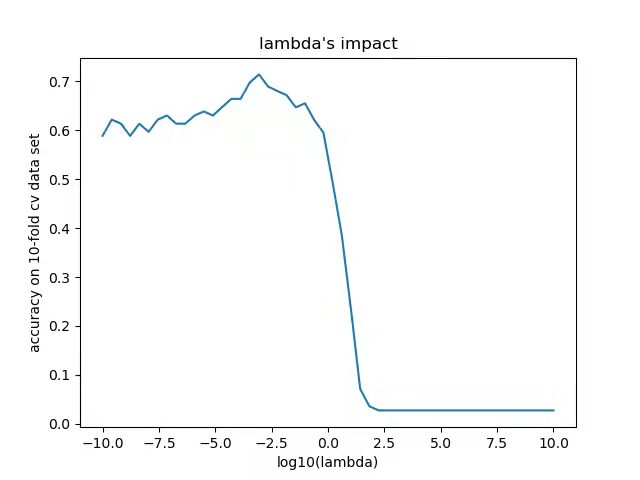 lambda's impact
accuracy on 10-fold cv data set
0.7
0.6
0.5
0.4
0.3
0.2
0.1
0.0
−10.0 −7.5 −5.0 −2.5 0.0 2.5 5.0 7.5 10.0
log10(lambda)